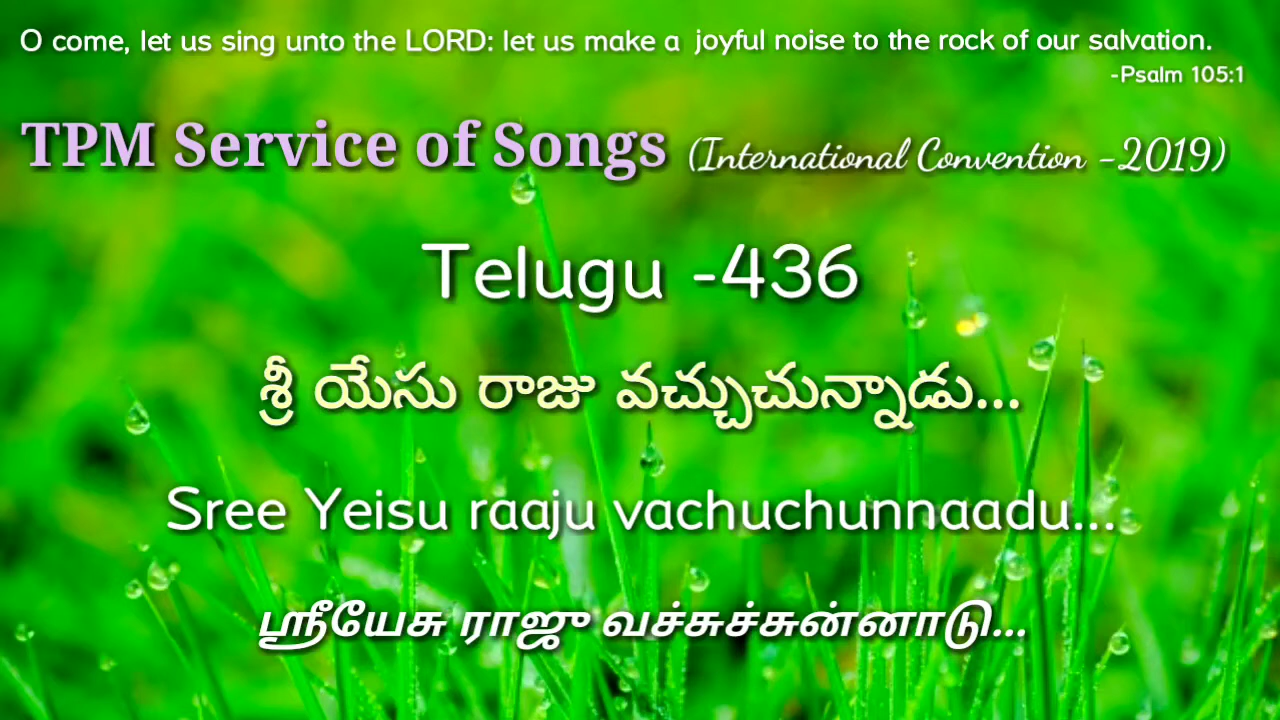 O come, let us sing unto the LORD: let us make a joyful noise to the rock of our salvation.
-Psalm 105:1
TPM Service of Songs (International Convention -2019)
Telugu -436
శ్రీ యేసు రాజు వచ్చుచున్నాడు...
Sree Yeisu raaju vachuchunnaadu...
ஸ்ரீயேசு ராஜு வச்சுச்சுன்னாடு...